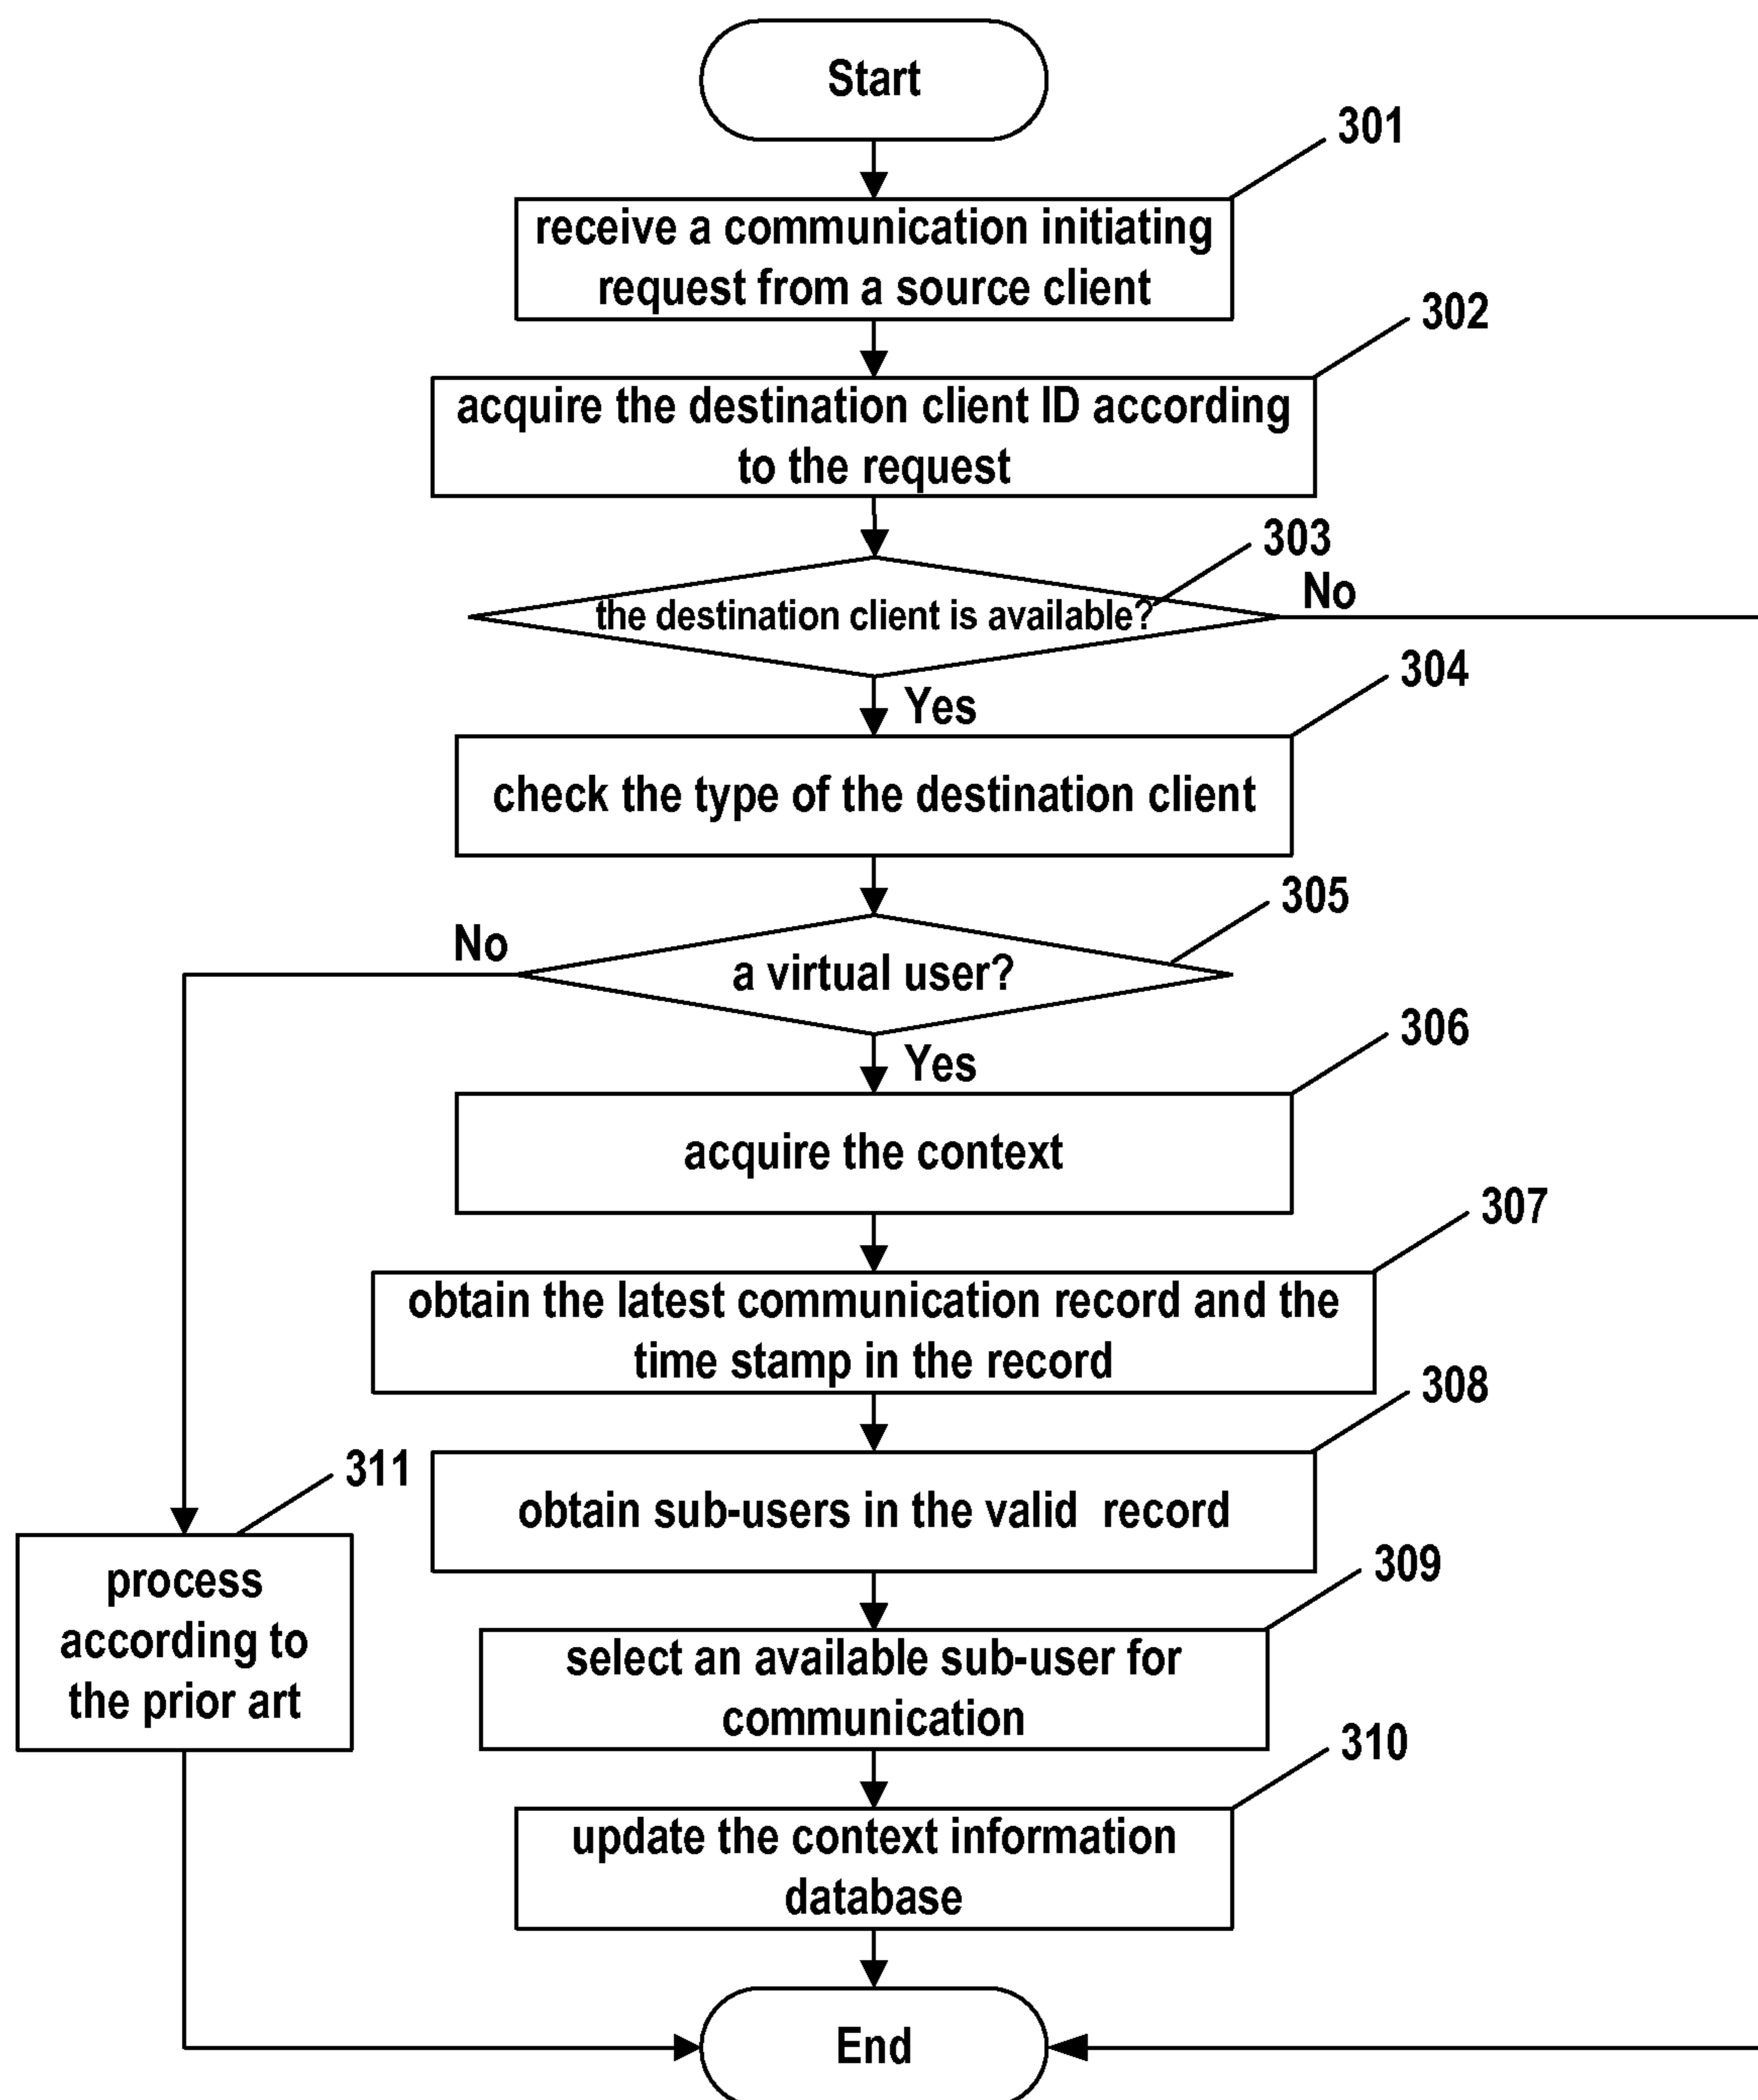 Start
301
receive a communication initiating
request from a source client
302
acquire the destination client ID according
to the request
303
the destination client is available?
No
304
Yes
check the type of the destination client
305
No
a virtual user?
306
Yes
acquire the context
307
obtain the latest communication record and the
time stamp in the record
308
obtain sub-users in the valid record
311
process
according to
the prior art
309
select an available sub-user for
communication
310
update the context information
database
End